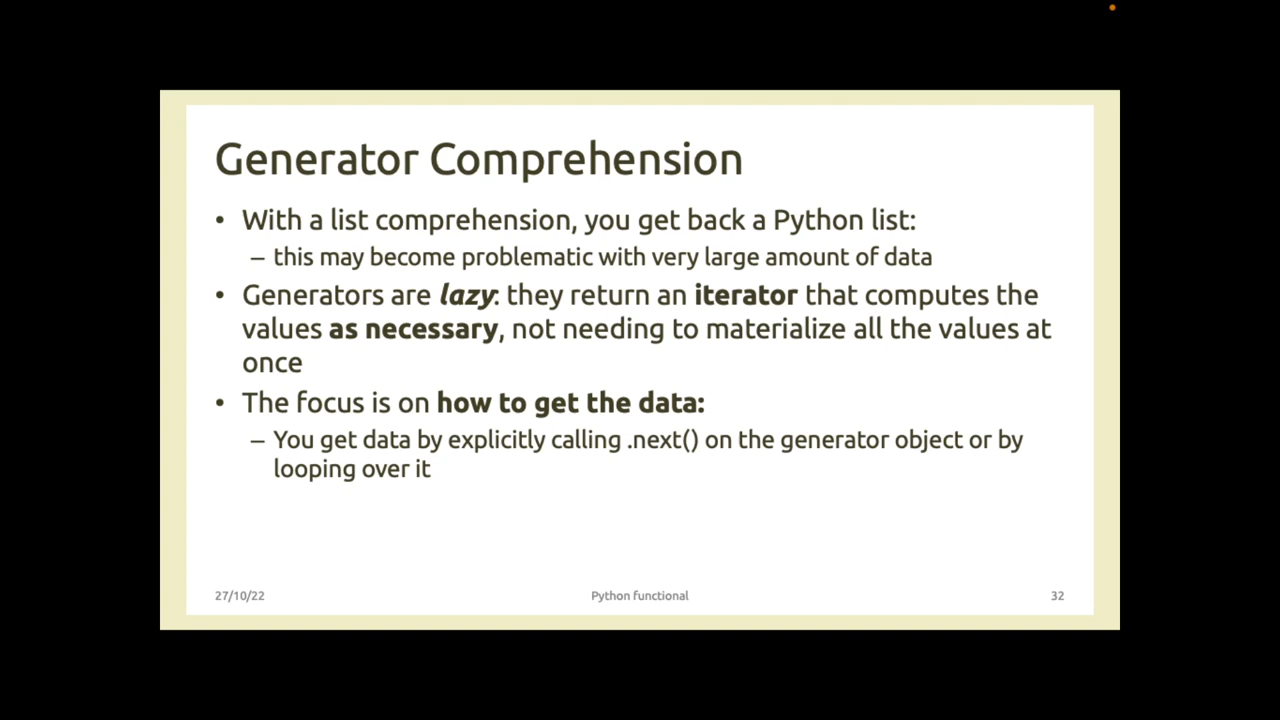 Generator Comprehension
• With a list comprehension, you get back a Python list:
– this may become problematic with very large amount of data
• Generators are lazy: they return an iterator that computes the
values as necessary, not needing to materialize all the values at
once
• The focus is on how to get the data:
– You get data by explicitly calling .next() on the generator object or by
looping over it
27/10/22
Python functional
32